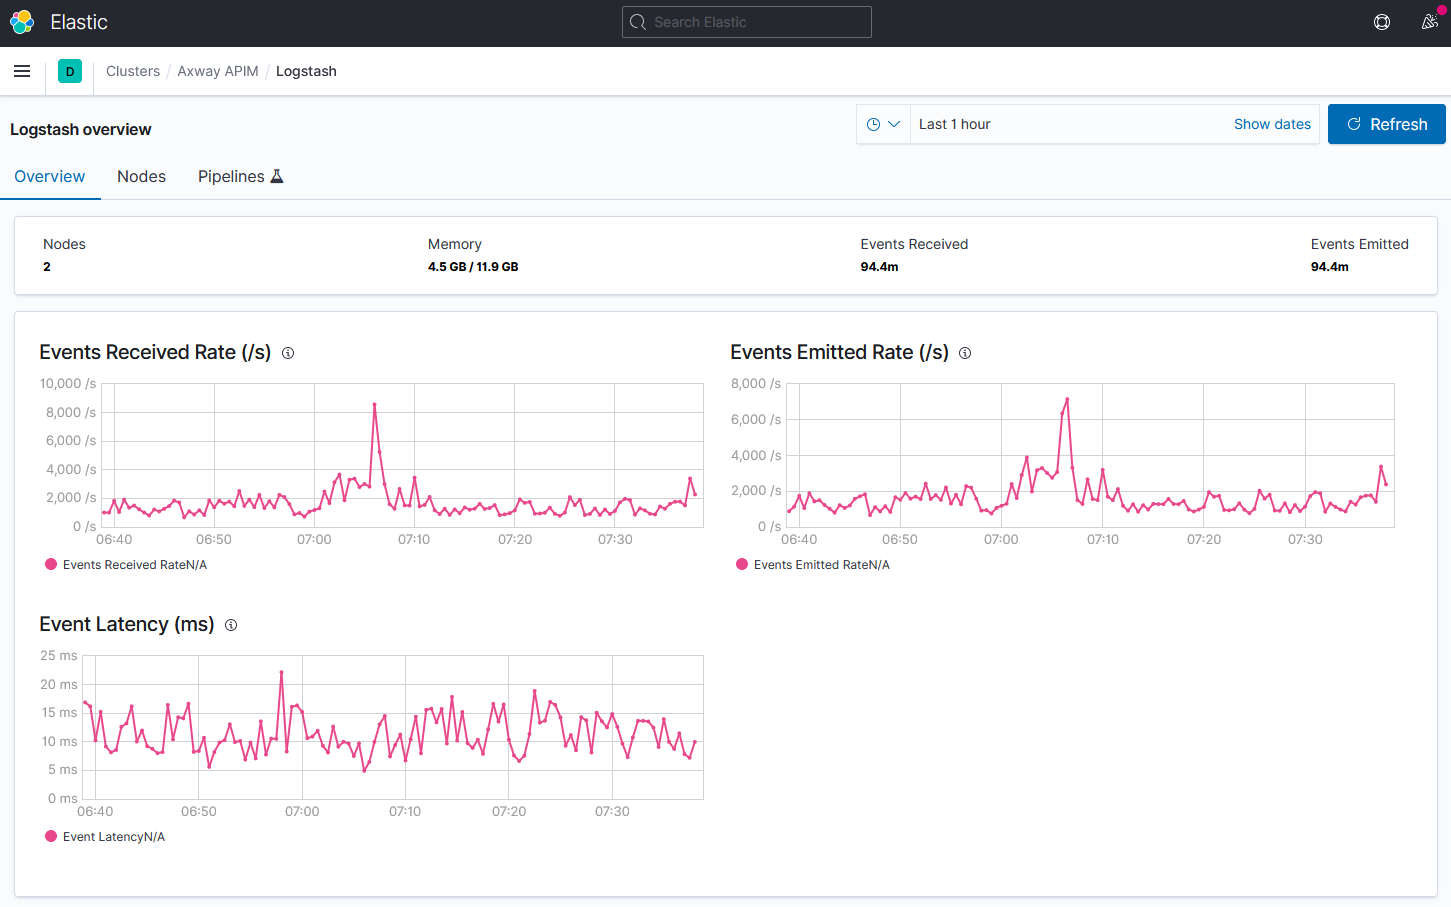 Elastic
Search Elastic
D
Clusters / Axway APIM / Logstash
Logstash overview
Last 1 hour
Show dates
Refresh
Overview
Nodes
Pipelines
Nodes
2
Memory
4.5 GB / 11.9 GB
Events Received
94.4m
Events Emitted
94.4m
Events Received Rate (/s)
10,000 /s
8,000 /s
6,000 /s
4,000 /s
2,000 /s
0 /s
06:40 06:50 07:00 07:10 07:20 07:30
Events Received RateN/A
Events Emitted Rate (/s)
8,000 /s
6,000 /s
4,000 /s
2,000 /s
0 /s
06:40 06:50 07:00 07:10 07:20 07:30
Events Emitted RateN/A
Event Latency (ms)
25 ms
20 ms
15 ms
10 ms
5 ms
0 ms
06:40 06:50 07:00 07:10 07:20 07:30
Event LatencyN/A